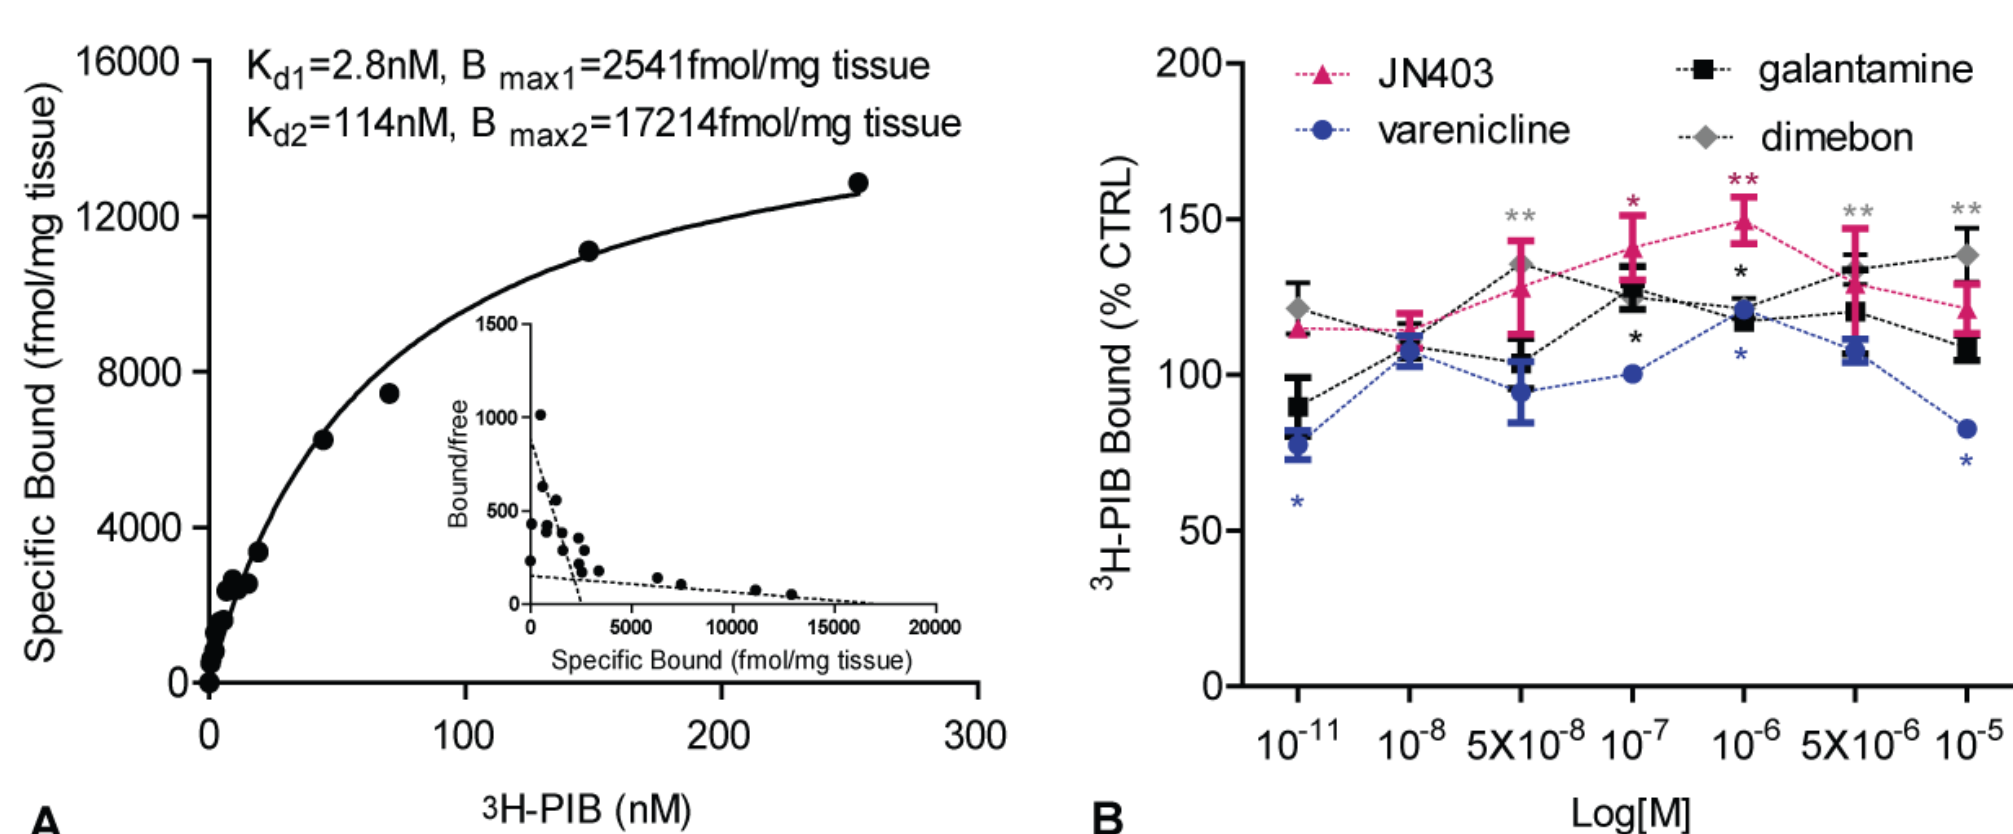 K d1=2.8nM, B max1=2541fmol/mg tissue
K d2=114nM, B max2=17214fmol/mg tissue
Specific Bound (fmol/mg tissue)
16000
12000
8000
4000
0
0 100 200 300
3H-PIB (nM)
Bound/free
1500
1000
500
0
0 5000 10000 15000 20000
Specific Bound (fmol/mg tissue)
A
JN403
varenicline
galantamine
dimebon
3H-PIB Bound (% CTRL)
200
150
100
50
0
** * ** ** **
* * * * * *
10-11 10-8 5X10-8 10-7 10-6 5X10-6 10-5
Log[M]
B